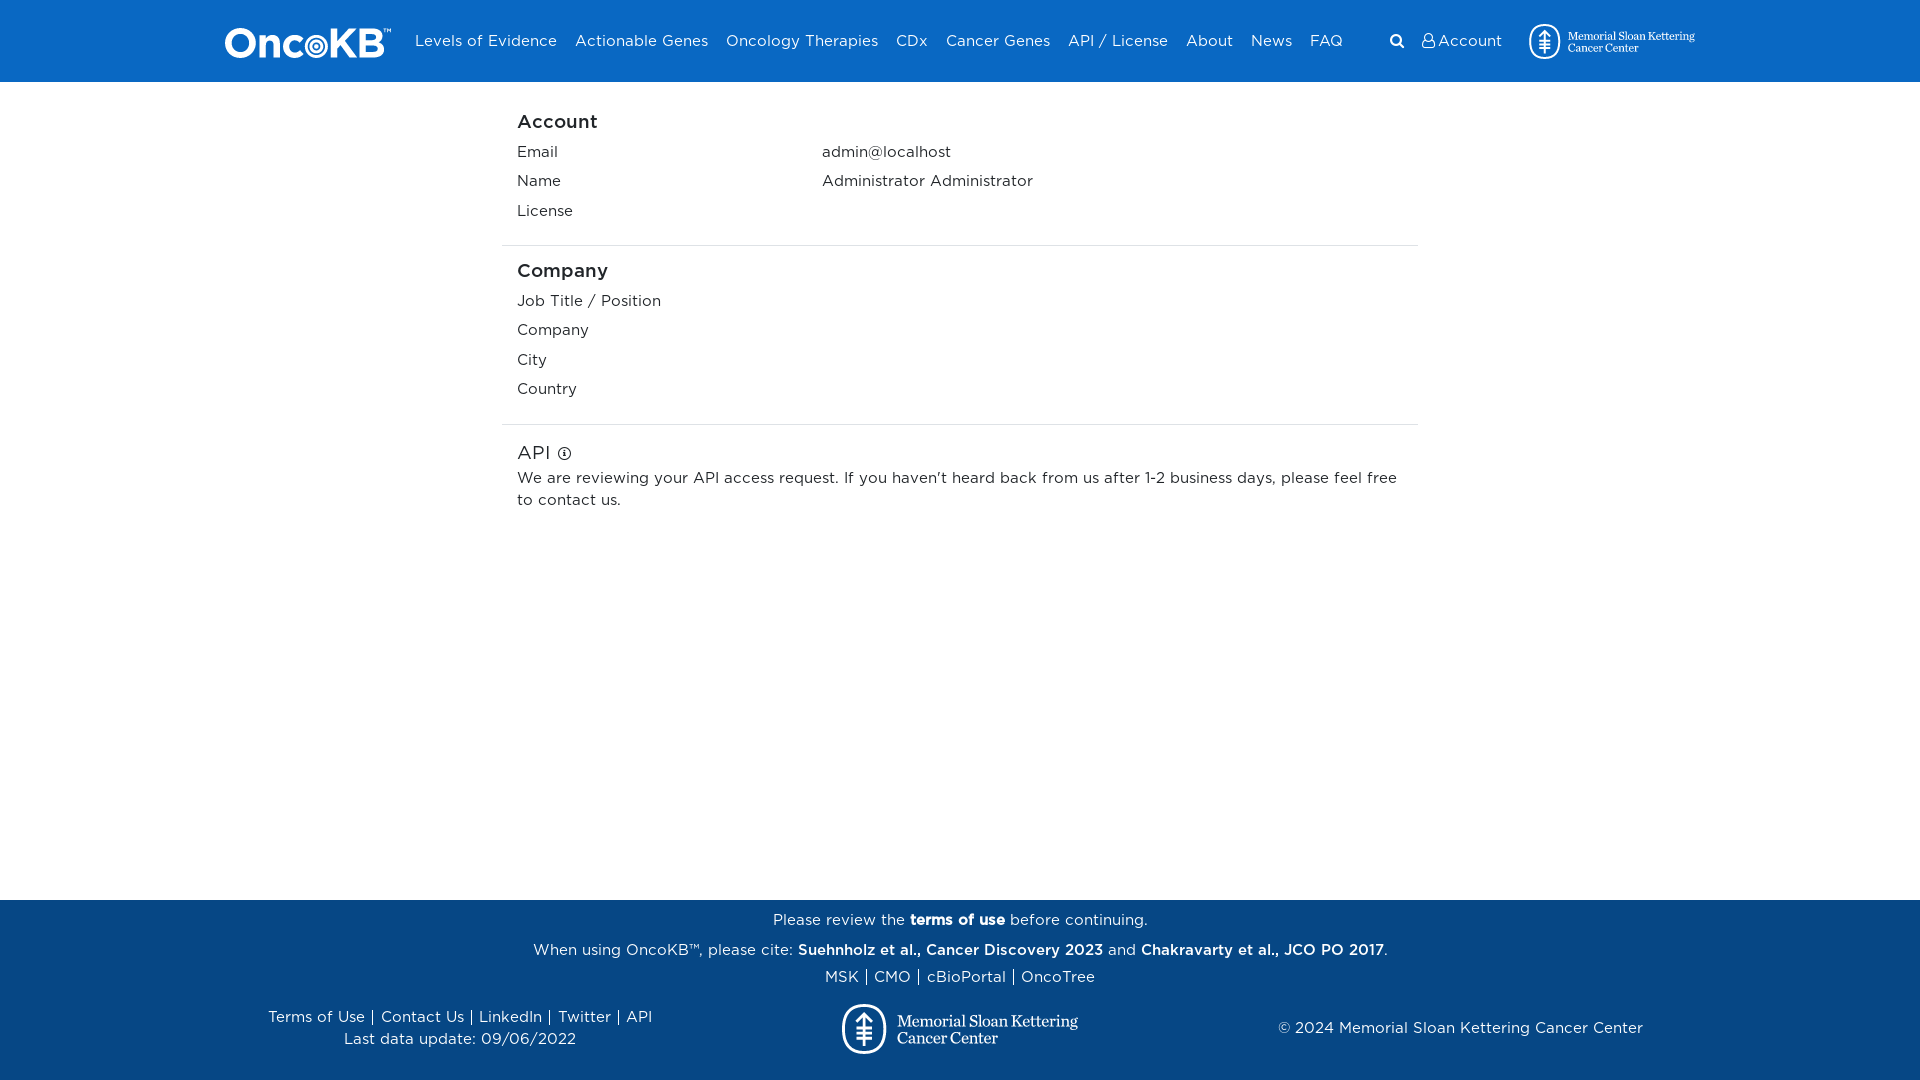 OncoKB™ Levels of Evidence Actionable Genes Oncology Therapies CDx Cancer Genes API / License About News FAQ Account Memorial Sloan Kettering
Cancer Center
Account
Email admin@localhost
Name Administrator Administrator
License
Company
Job Title / Position
Company
City
Country
API
We are reviewing your API access request. If you haven't heard back from us after 1-2 business days, please feel free
to contact us.
Please review the terms of use before continuing.
When using OncoKB™, please cite: Suehnholz et al., Cancer Discovery 2023 and Chakravarty et al., JCO PO 2017.
MSK | CMO | cBioPortal | OncoTree
Terms of Use | Contact Us | LinkedIn | Twitter | API
Last data update: 09/06/2022
Memorial Sloan Kettering
Cancer Center
© 2024 Memorial Sloan Kettering Cancer Center